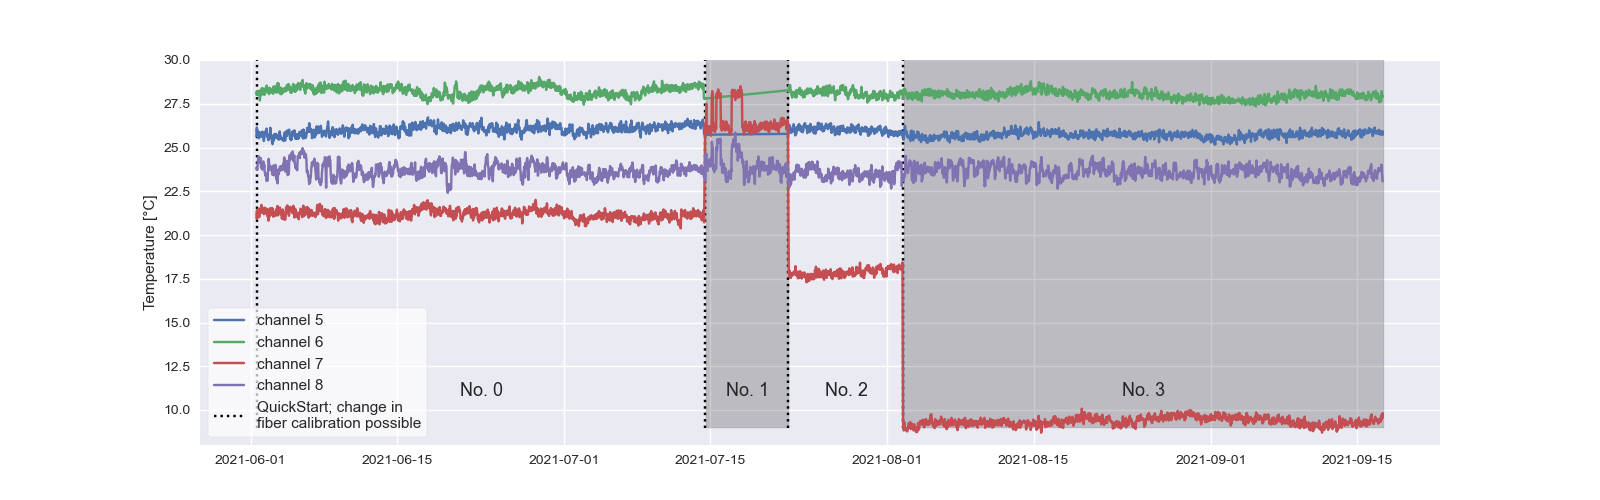 30.0
27.5
25.0
22.5
20.0
17.5
15.0
12.5
10.0
Temperature [°C]
channel 5
channel 6
channel 7
channel 8
QuickStart; change in
fiber calibration possible
No. 0
No. 1
No. 2
No. 3
2021-06-01
2021-06-15
2021-07-01
2021-07-15
2021-08-01
2021-08-15
2021-09-01
2021-09-15